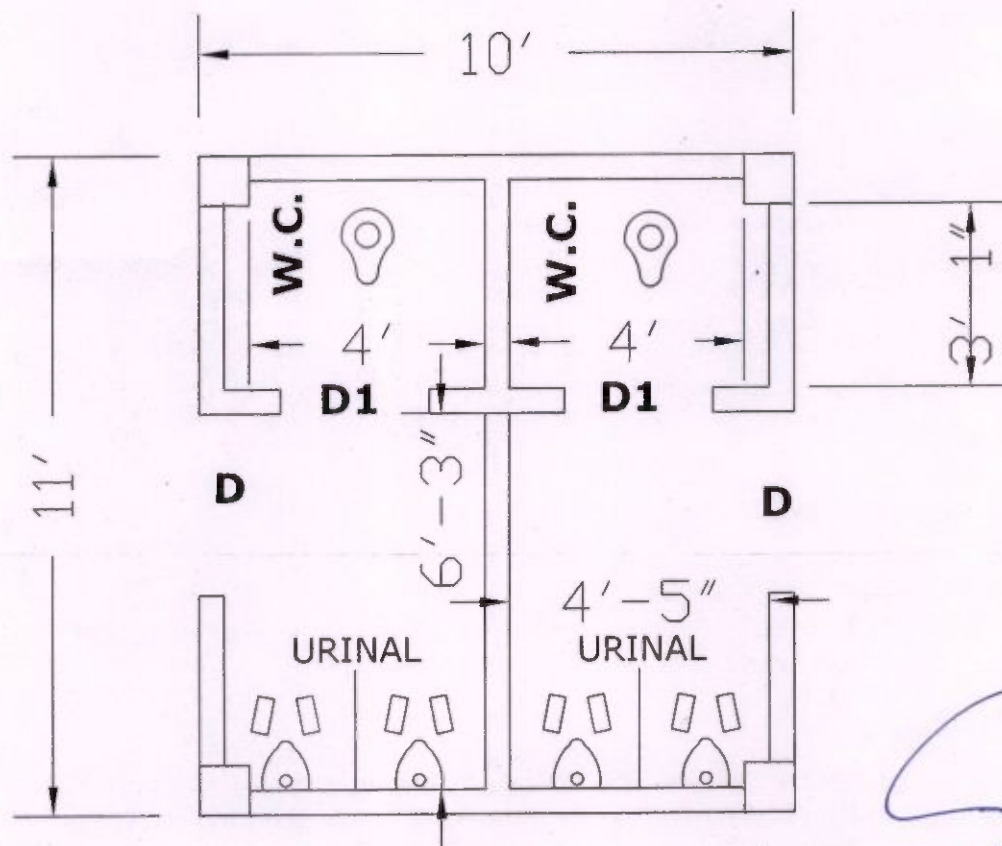 10'
W.C.
W.C.
3' 1"
4'
4'
D1
D1
11'
D
6'-3"
D
4'-5"
URINAL
URINAL